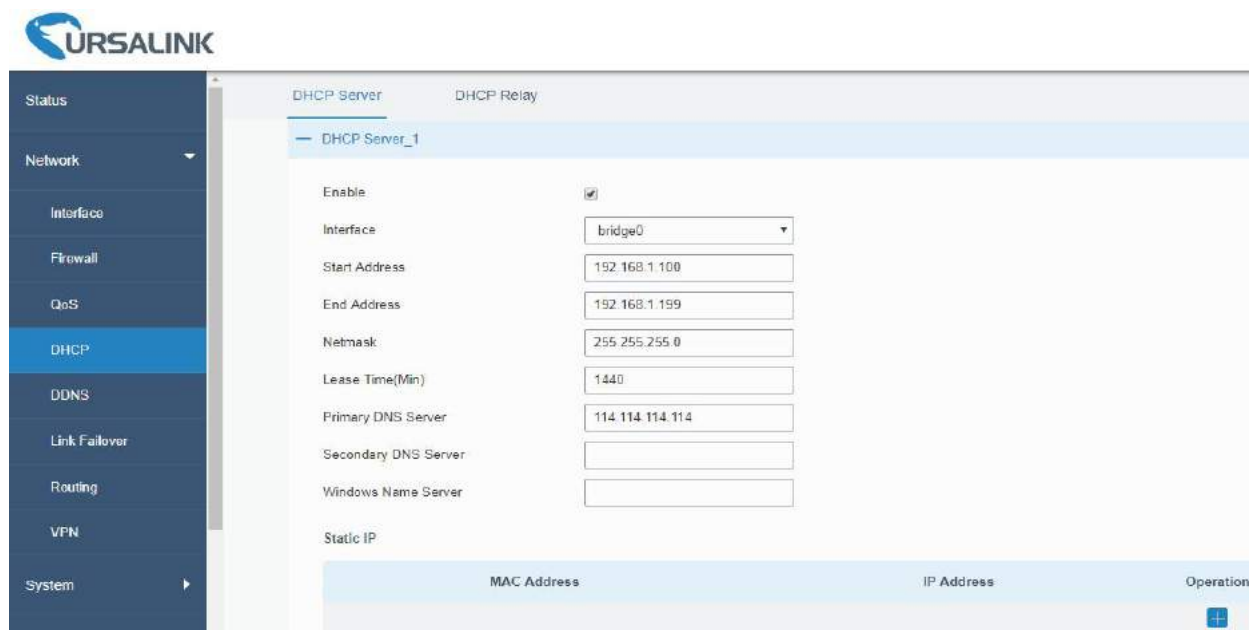 URSALINK
Status
Network
Interface
Firewall
QoS
DHCP
DDNS
Link Failover
Routing
VPN
System
DHCP Server DHCP Relay
DHCP Server_1
Enable
Interface bridge0
Start Address 192.168.1.100
End Address 192.168.1.199
Netmask 255.255.255.0
Lease Time(Min) 1440
Primary DNS Server 114.114.114.114
Secondary DNS Server
Windows Name Server
Static IP
MAC Address IP Address Operation